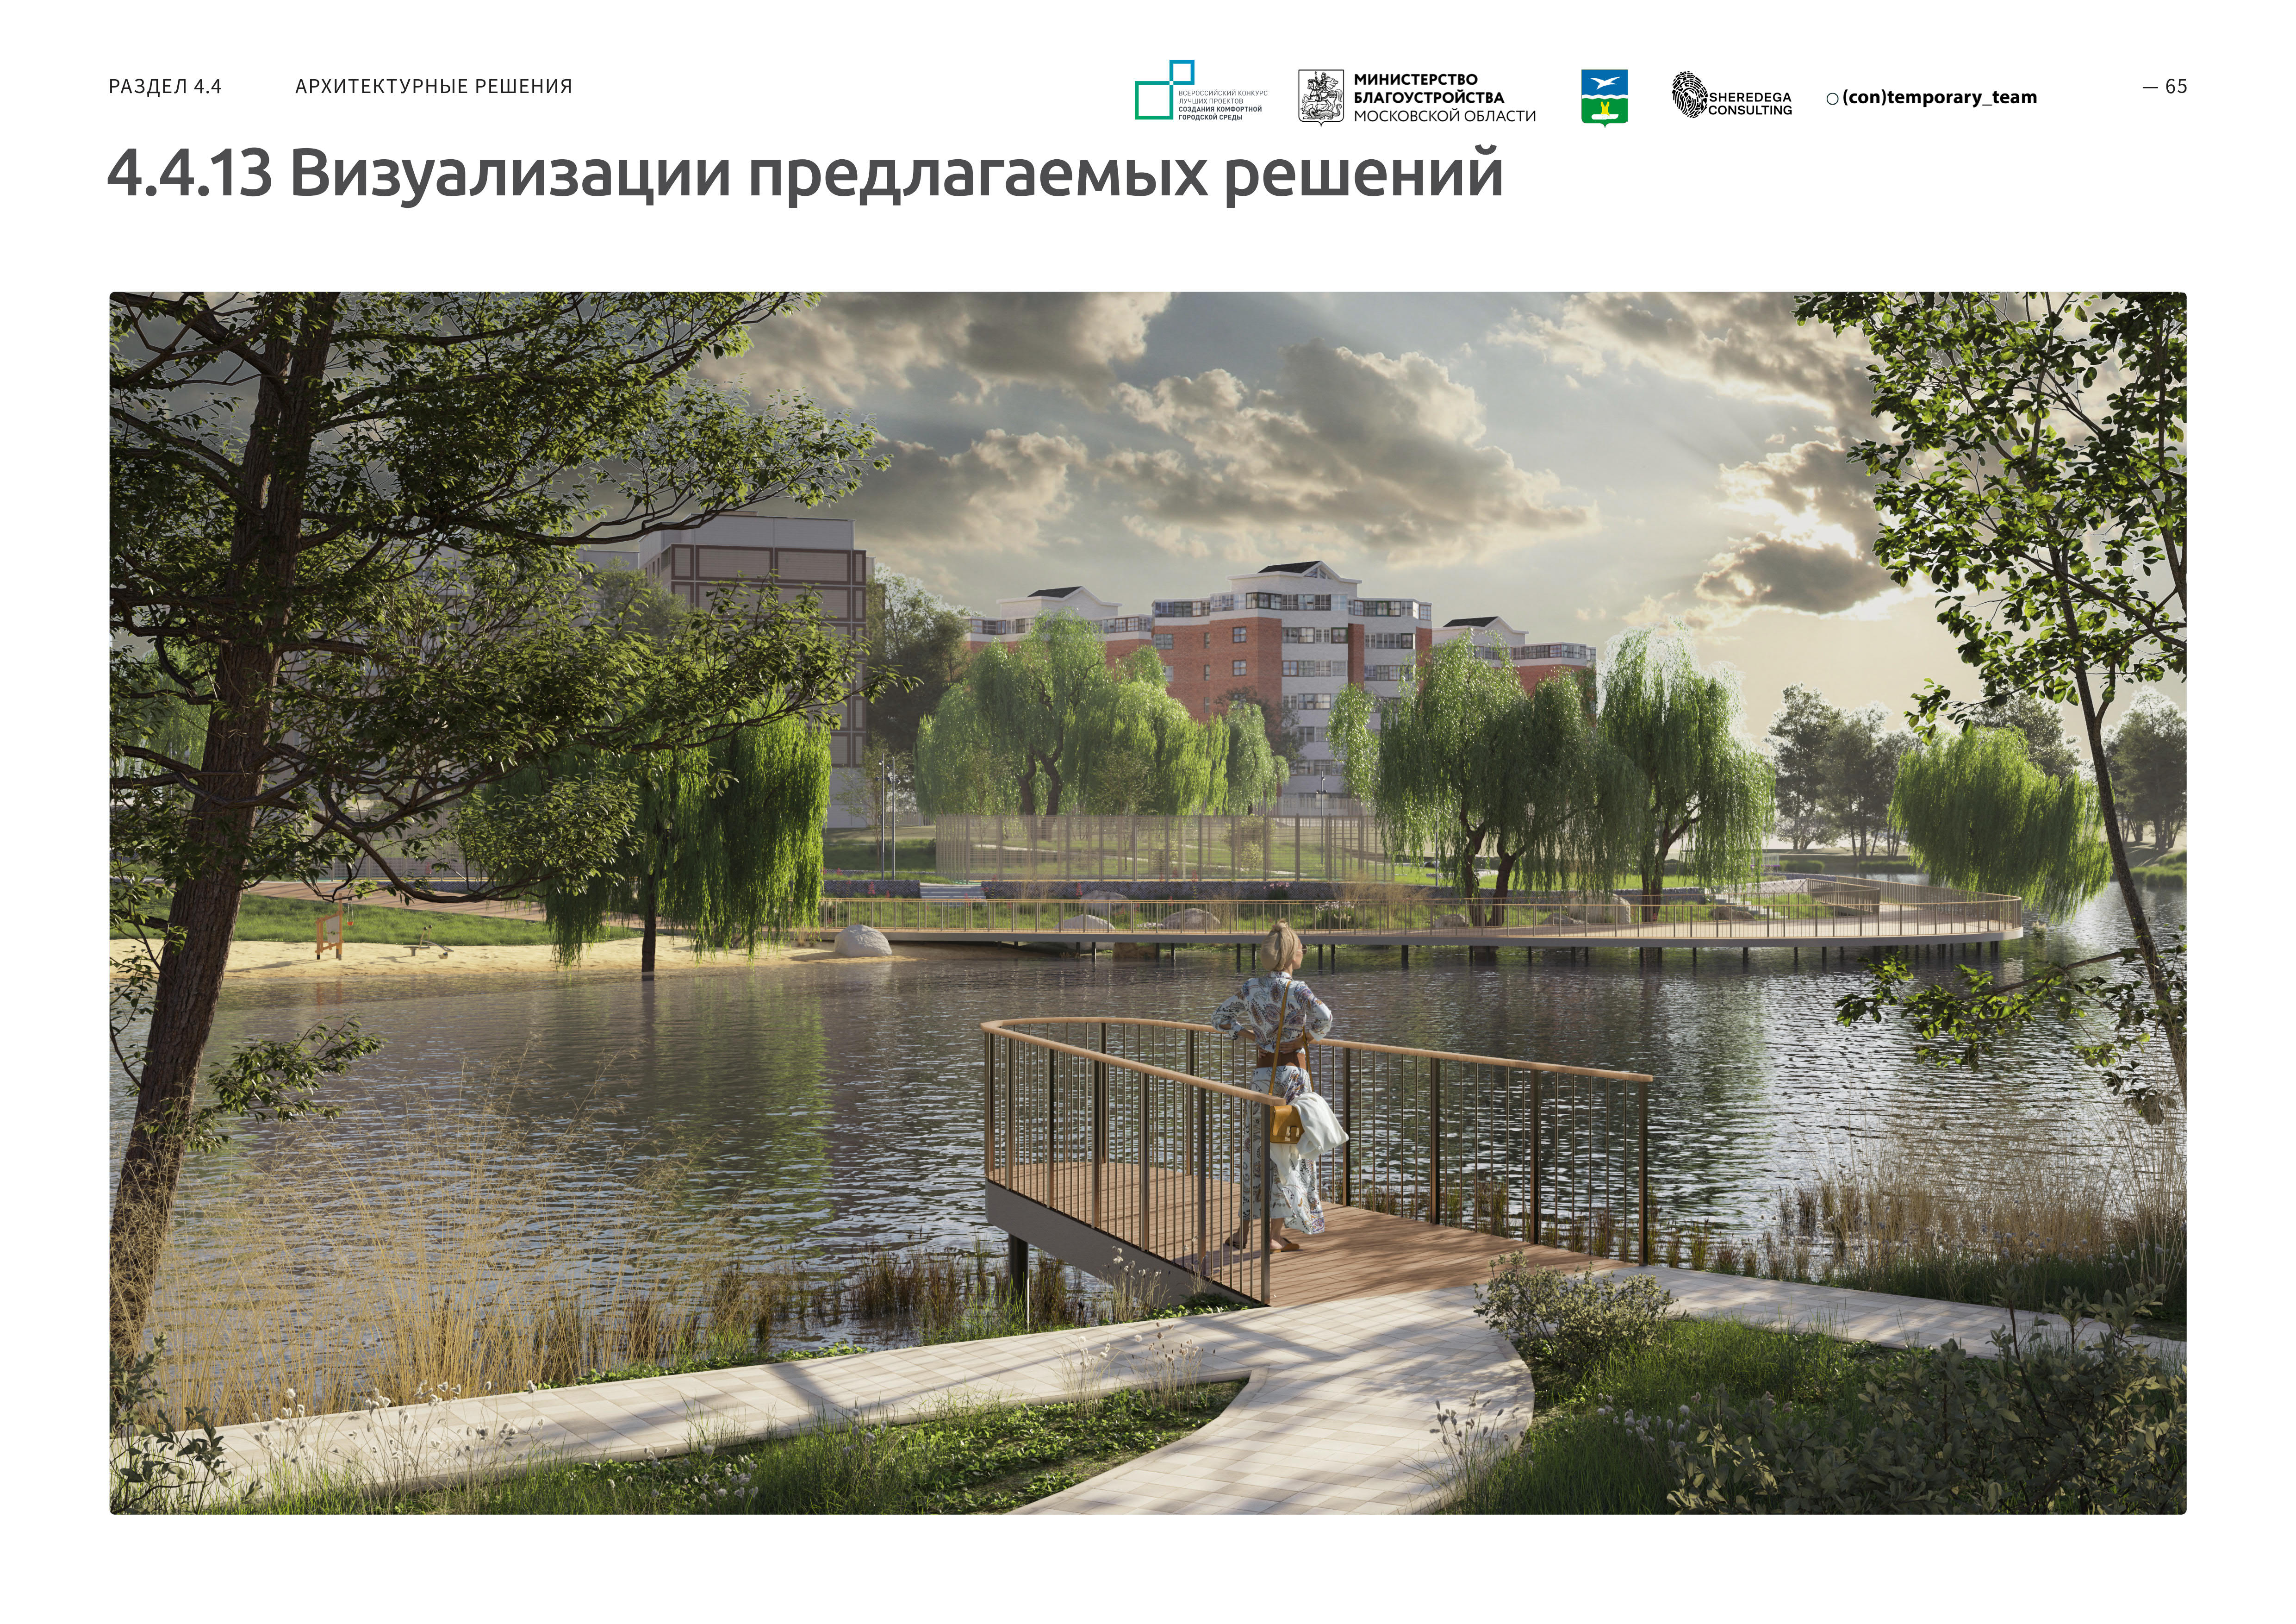 РАЗДЕЛ 4.4 АРХИТЕКТУРНЫЕ РЕШЕНИЯ
ВСЕРОССИЙСКИЙ КОНКУРС
ЛУЧШИХ ПРОЕКТОВ
СОЗДАНИЯ КОМФОРТНОЙ
ГОРОДСКОЙ СРЕДЫ
МИНИСТЕРСТВО
БЛАГОУСТРОЙСТВА
МОСКОВСКОЙ ОБЛАСТИ
SHEREDEGA
CONSULTING
(con)temporary_team
— 65
4.4.13 Визуализации предлагаемых решений